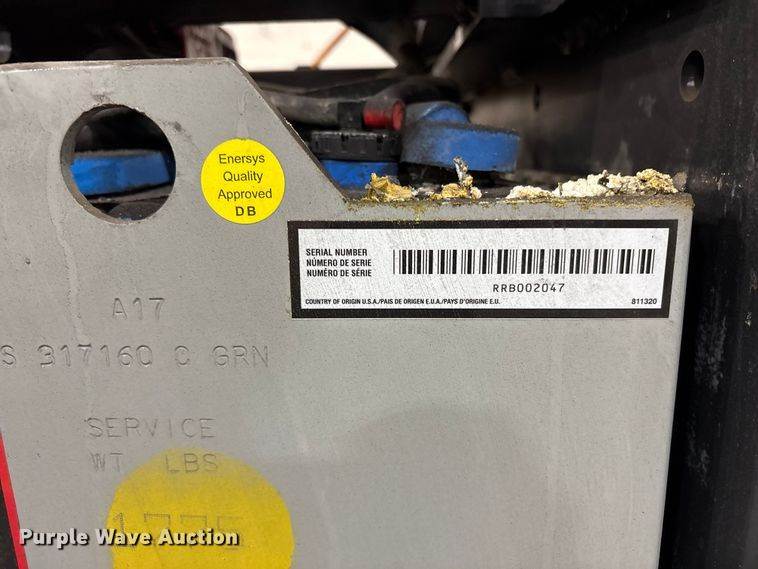 Enersys
Quality
Approved
DB
SERIAL NUMBER
NÚMERO DE SERIE
NUMÉRO DE SÉRIE
RRB002047
COUNTRY OF ORIGIN U.S.A./PAIS DE ORIGEN E.U.A./PAYS D'ORIGINE E.U.
811320
A17
S 317160 C GRN
SERVICE
WT LBS
1775
Purple Wave Auction